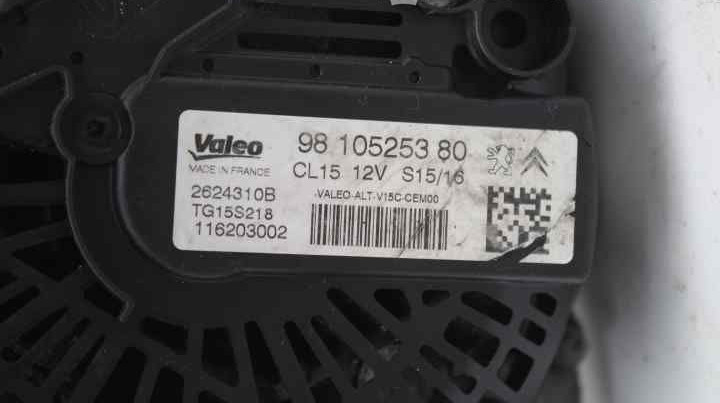 Valeo 98 105253 80
MADE IN FRANCE CL15 12V S15/16
2624310B -VALEO-ALT-V15C-CEM00
TG15S218
116203002